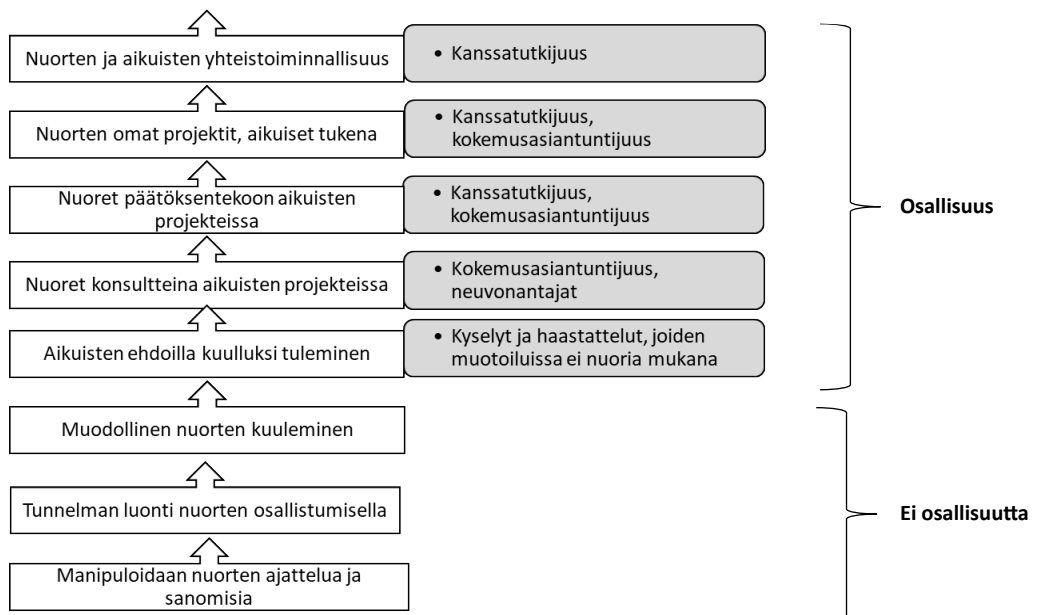 Nuorten ja aikuisten yhteistoiminnallisuus
• Kanssatutkijuus
Nuorten omat projektit, aikuiset tukena
• Kanssatutkijuus,
kokemusasiantuntijuus
Nuoret päätöksentekoon aikuisten
projekteissa
• Kanssatutkijuus,
kokemusasiantuntijuus
Osallisuus
Nuoret konsultteina aikuisten projekteissa
• Kokemusasiantuntijuus,
neuvonantajat
Aikuisten ehdoilla kuulluksi tuleminen
• Kyselyt ja haastattelut, joiden
muotoiluissa ei nuoria mukana
Muodollinen nuorten kuuleminen
Tunnelman luonti nuorten osallistumisella
Ei osallisuutta
Manipuloidaan nuorten ajattelua ja
sanomisia